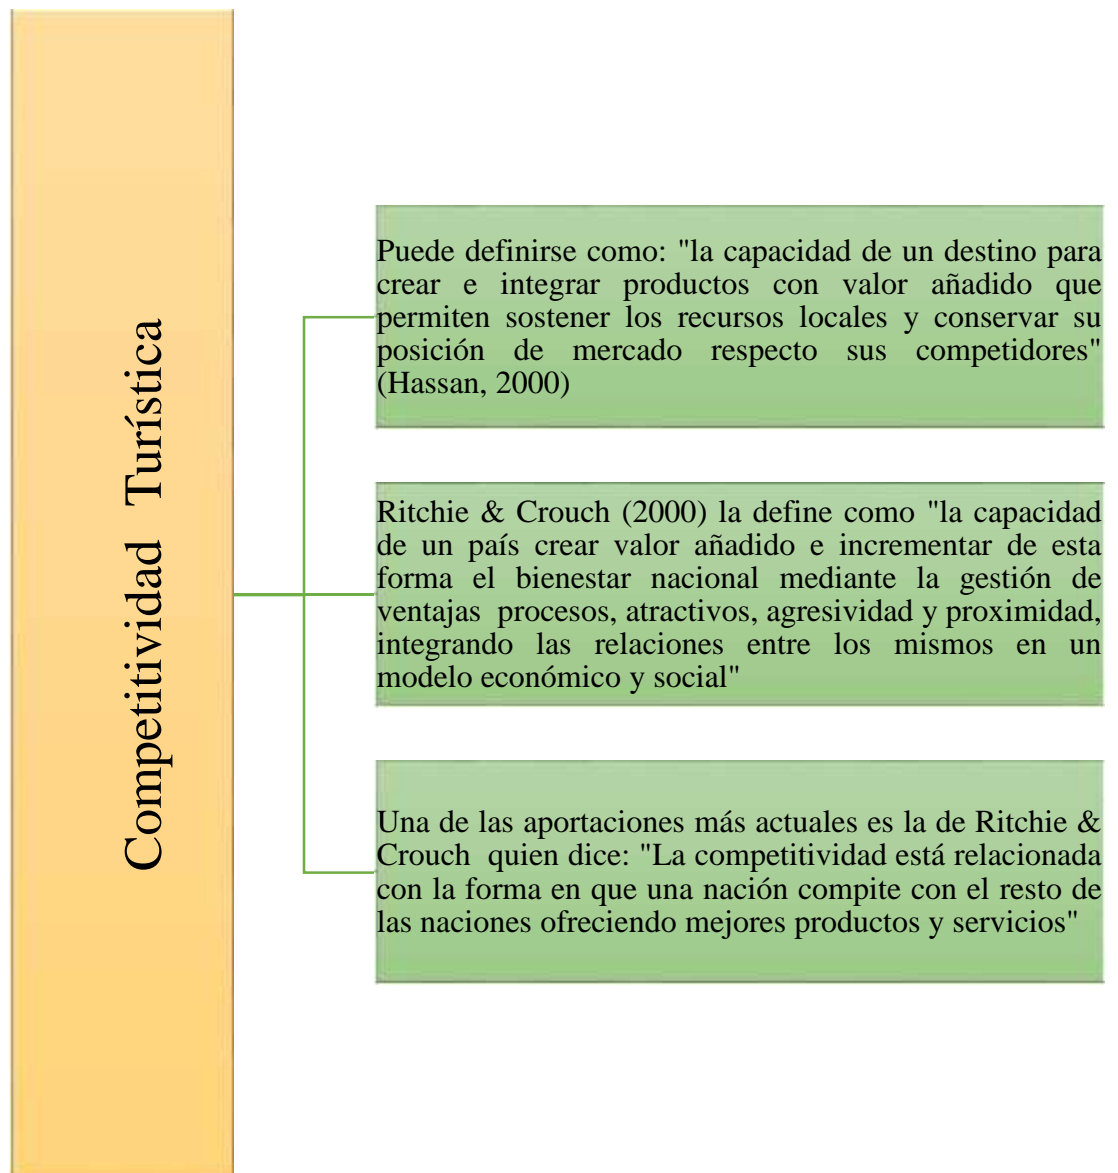 Competitividad Turística
Puede definirse como: "la capacidad de un destino para
crear e integrar productos con valor añadido que
permiten sostener los recursos locales y conservar su
posición de mercado respecto sus competidores"
(Hassan, 2000)
Ritchie & Crouch (2000) la define como "la capacidad
de un país crear valor añadido e incrementar de esta
forma el bienestar nacional mediante la gestión de
ventajas procesos, atractivos, agresividad y proximidad,
integrando las relaciones entre los mismos en un
modelo económico y social"
Una de las aportaciones más actuales es la de Ritchie &
Crouch quien dice: "La competitividad está relacionada
con la forma en que una nación compite con el resto de
las naciones ofreciendo mejores productos y servicios"